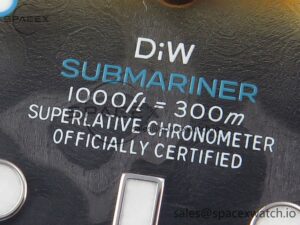 SPACEX
DiW
SUBMARINER
1000ft = 300m
SUPERLATIVE CHRONOMETER
OFFICIALLY CERTIFIED
sales@spacexwatch.io